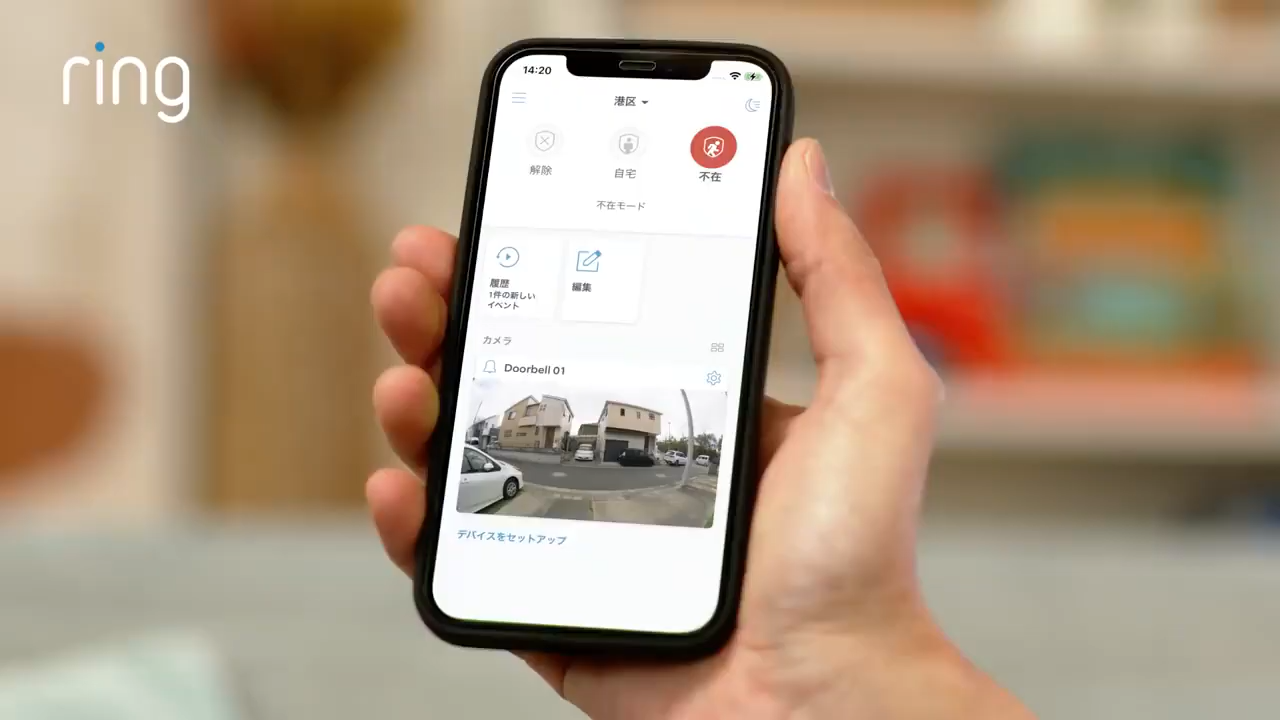 ring
14:20
港区
解除
自宅
不在
不在モード
履歴
1件の新しい
イベント
編集
カメラ
Doorbell 01
デバイスをセットアップ